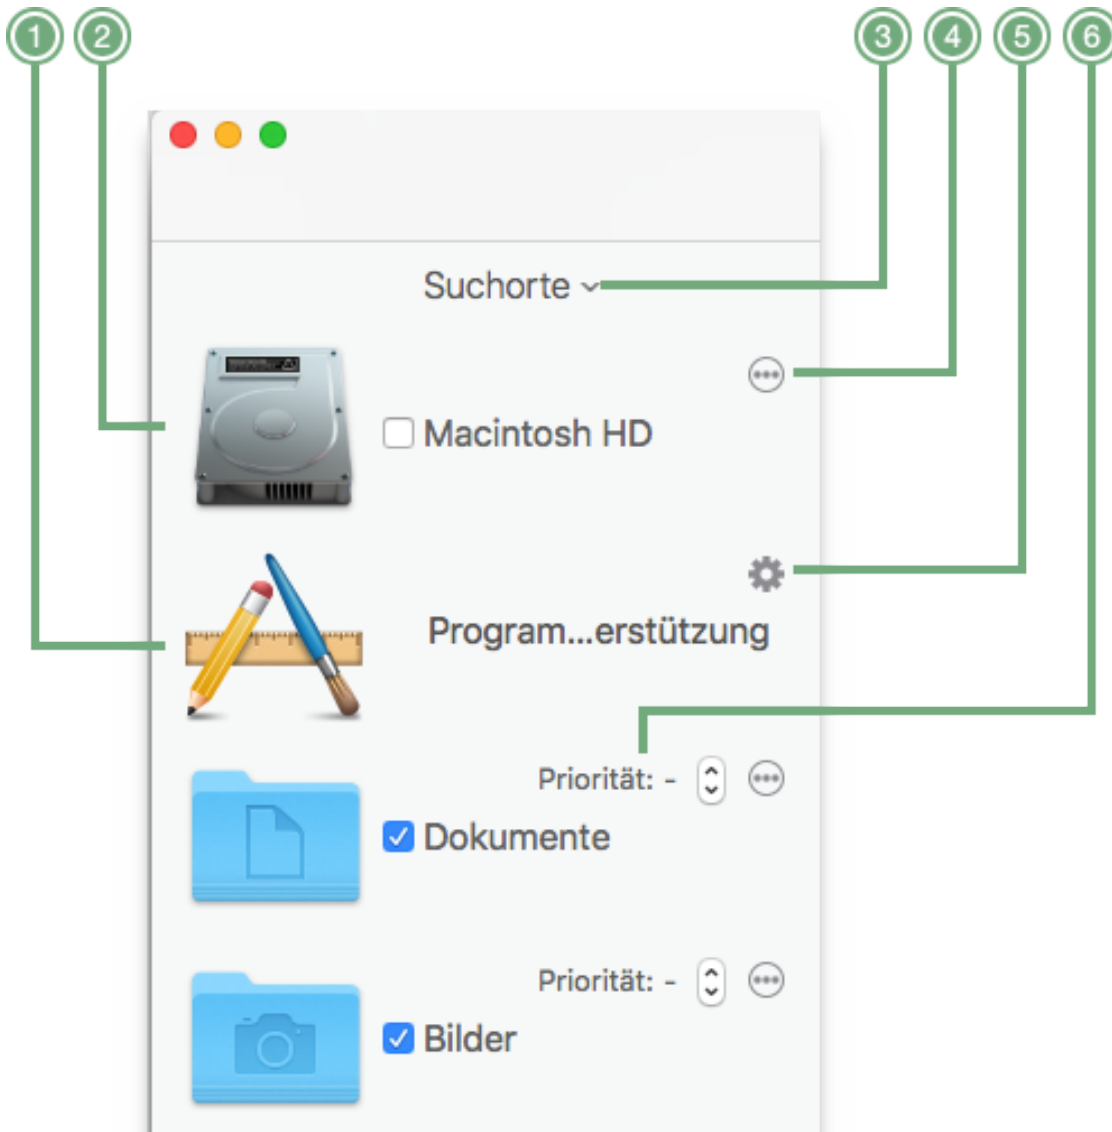 1 2 3 4 5 6
Suchorte
Macintosh HD
Program...erstützung
Priorität: -
Dokumente
Priorität: -
Bilder